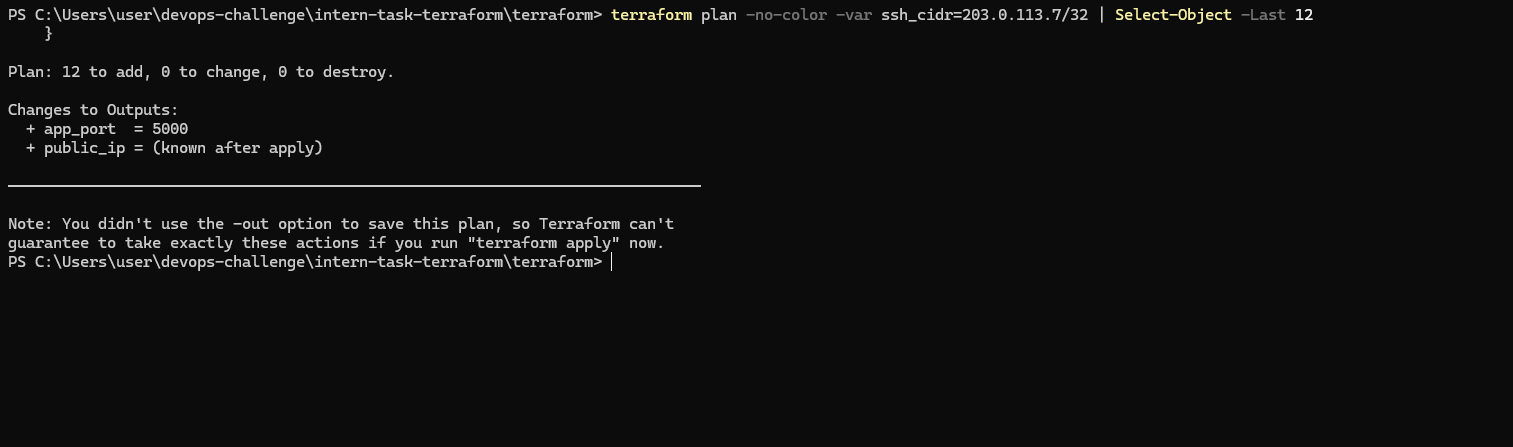 PS C:\Users\user\devops-challenge\intern-task-terraform\terraform> terraform plan -no-color -var ssh_cidr=203.0.113.7/32 | Select-Object -Last 12
    }
Plan: 12 to add, 0 to change, 0 to destroy.
Changes to Outputs:
  + app_port  = 5000
  + public_ip = (known after apply)
Note: You didn't use the -out option to save this plan, so Terraform can't
guarantee to take exactly these actions if you run "terraform apply" now.
PS C:\Users\user\devops-challenge\intern-task-terraform\terraform>